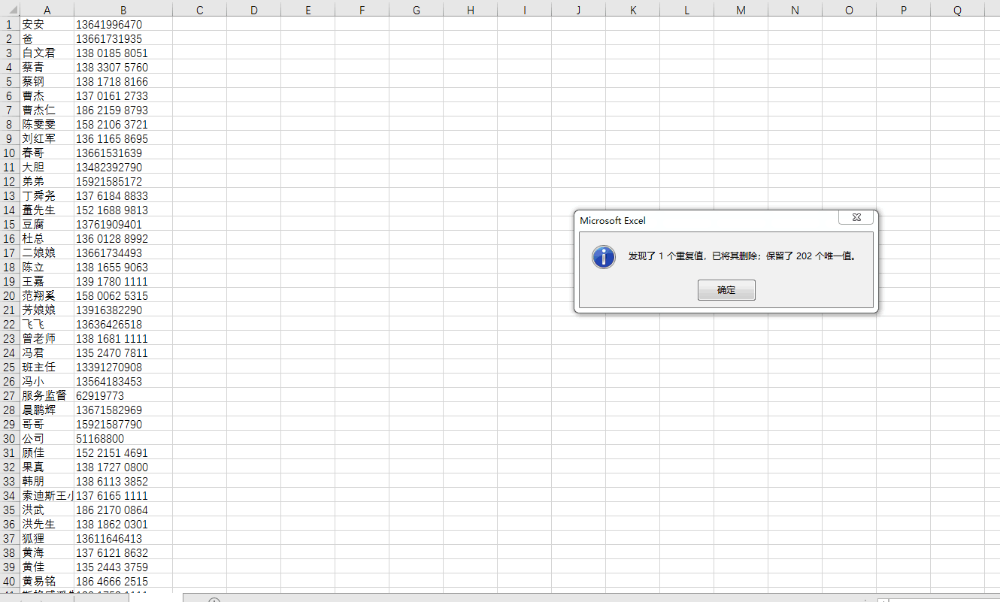 A B C D E F G H I J K L M N O P Q
1 安安 13641996470
2 爸 13661731935
3 白文君 138 0185 8051
4 蔡青 138 3307 5760
5 蔡钢 138 1718 8166
6 曹杰 137 0161 2733
7 曹杰仁 186 2159 8793
8 陈雯雯 158 2106 3721
9 刘红军 136 1165 8695
10 春哥 13661531639
11 大胆 13482392790
12 弟弟 15921585172
13 丁舜尧 137 6184 8833
14 董先生 152 1688 9813
15 豆腐 13761909401
16 杜总 136 0128 8992
17 二娘娘 13661734493
18 陈立 138 1655 9063
19 王嘉 139 1780 1111
20 范翔奚 158 0062 5315
21 芳娘娘 13916382290
22 飞飞 13636426518
23 曾老师 138 1681 1111
24 冯君 135 2470 7811
25 班主任 13391270908
26 冯小 13564183453
27 服务监督 62919773
28 晨鹏辉 13671582969
29 哥哥 15921587790
30 公司 51168800
31 顾佳 152 2151 4691
32 果真 138 1727 0800
33 韩朋 138 6113 3852
34 索迪斯王小 137 6165 1111
35 洪武 186 2170 0864
36 洪先生 138 1862 0301
37 狐狸 13611646413
38 黄海 137 6121 8632
39 黄佳 135 2443 3759
40 黄易铭 186 4666 2515
Microsoft Excel
发现了 1 个重复值，已将其删除；保留了 202 个唯一值。
确定